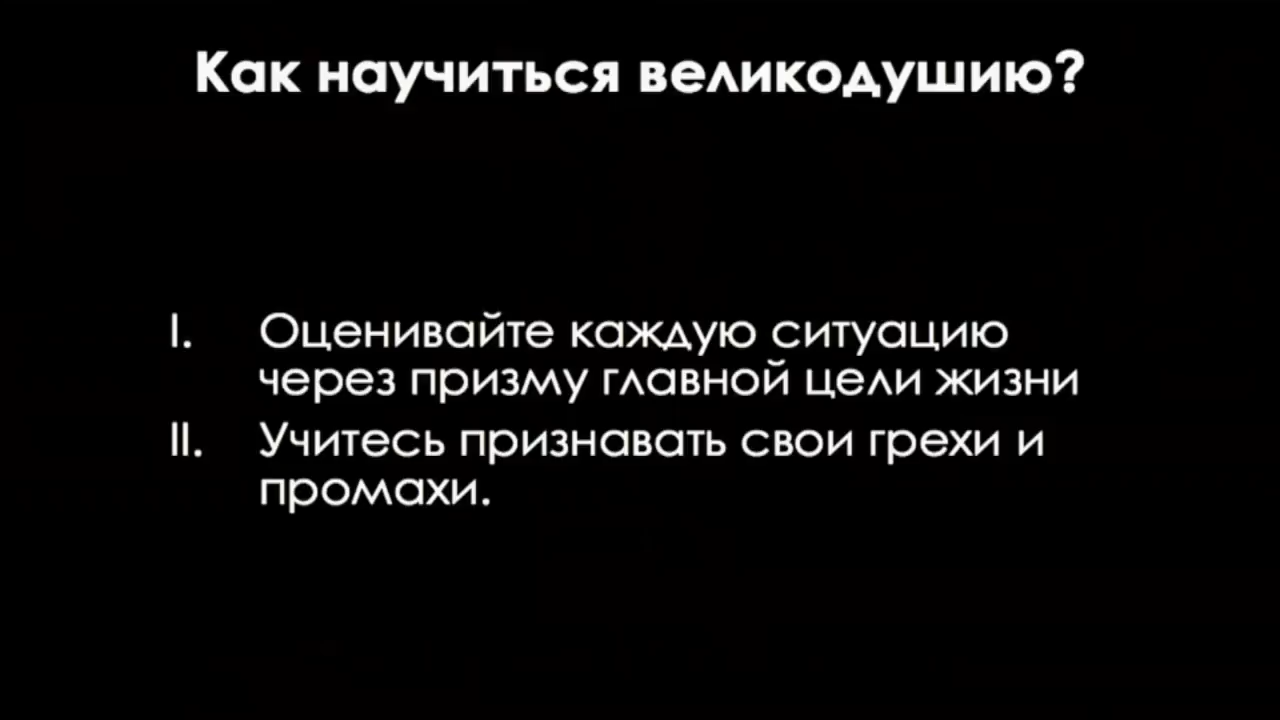 Как научиться великодушию?
I. Оценивайте каждую ситуацию
через призму главной цели жизни
II. Учитесь признавать свои грехи и
промахи.